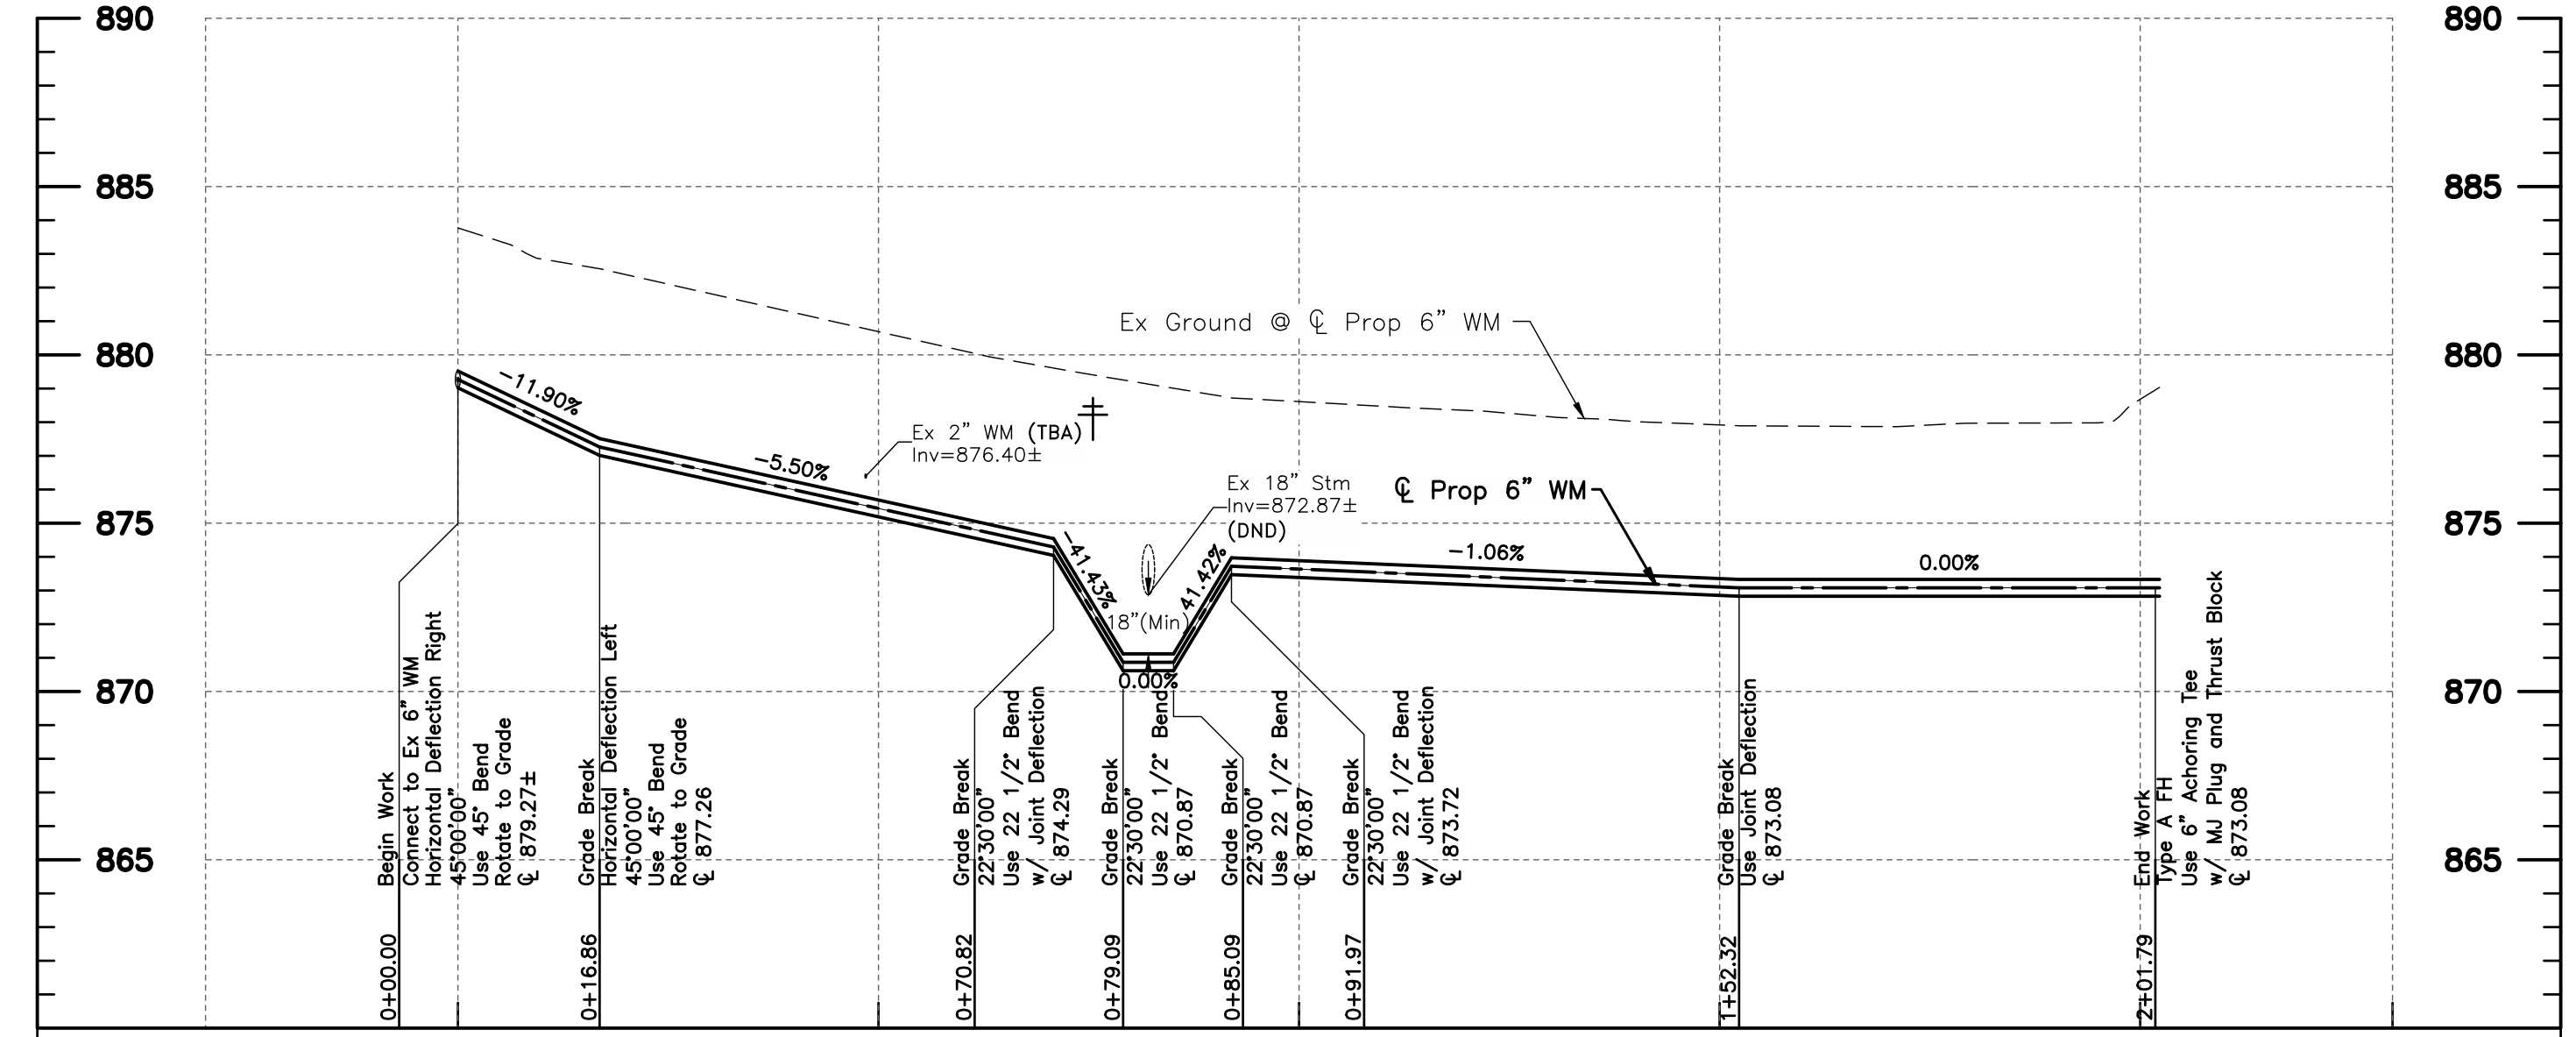 890
890
885
885
880
880
875
875
870
870
865
865
Ex Ground @ ℄ Prop 6" WM
-11.90%
-5.50%
Ex 2" WM (TBA)
Inv=876.40±
Ex 18" Stm
Inv=872.87±
(DND)
℄ Prop 6" WM
-41.43%
18"(Min)
41.42%
0.00%
-1.06%
0.00%
Begin Work
Connect to Ex 6" WM
Horizontal Deflection Right
45°00'00"
Use 45° Bend
Rotate to Grade
℄ 879.27±
Grade Break
Horizontal Deflection Left
45°00'00"
Use 45° Bend
Rotate to Grade
℄ 877.26
Grade Break
22°30'00"
Use 22 1/2° Bend
w/ Joint Deflection
℄ 874.29
Grade Break
22°30'00"
Use 22 1/2° Bend
℄ 870.87
Grade Break
22°30'00"
Use 22 1/2° Bend
℄ 870.87
Grade Break
22°30'00"
Use 22 1/2° Bend
w/ Joint Deflection
℄ 873.72
Grade Break
Use Joint Deflection
℄ 873.08
End Work
Type A FH
Use 6" Achoring Tee
w/ MJ Plug and Thrust Block
℄ 873.08
0+00.00
0+16.86
0+70.82
0+79.09
0+85.09
0+91.97
1+52.32
2+01.79